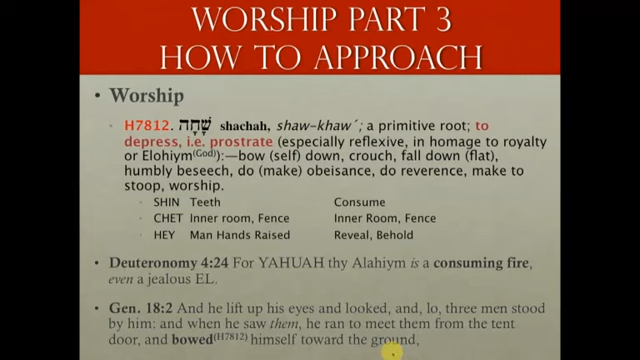 WORSHIP PART 3
HOW TO APPROACH
• Worship
• H7812. שָׁחָה shachah, shaw-khaw´; a primitive root; to
depress, i.e. prostrate (especially reflexive, in homage to royalty
or Elohiym(God)):—bow (self) down, crouch, fall down (flat),
humbly beseech, do (make) obeisance, do reverence, make to
stoop, worship.
• SHIN Teeth Consume
• CHET Inner room, Fence Inner Room, Fence
• HEY Man Hands Raised Reveal, Behold
• Deuteronomy 4:24 For YAHUAH thy Alahiym is a consuming fire,
even a jealous EL.
• Gen. 18:2 And he lift up his eyes and looked, and, lo, three men stood
by him: and when he saw them, he ran to meet them from the tent
door, and bowed(H7812) himself toward the ground,